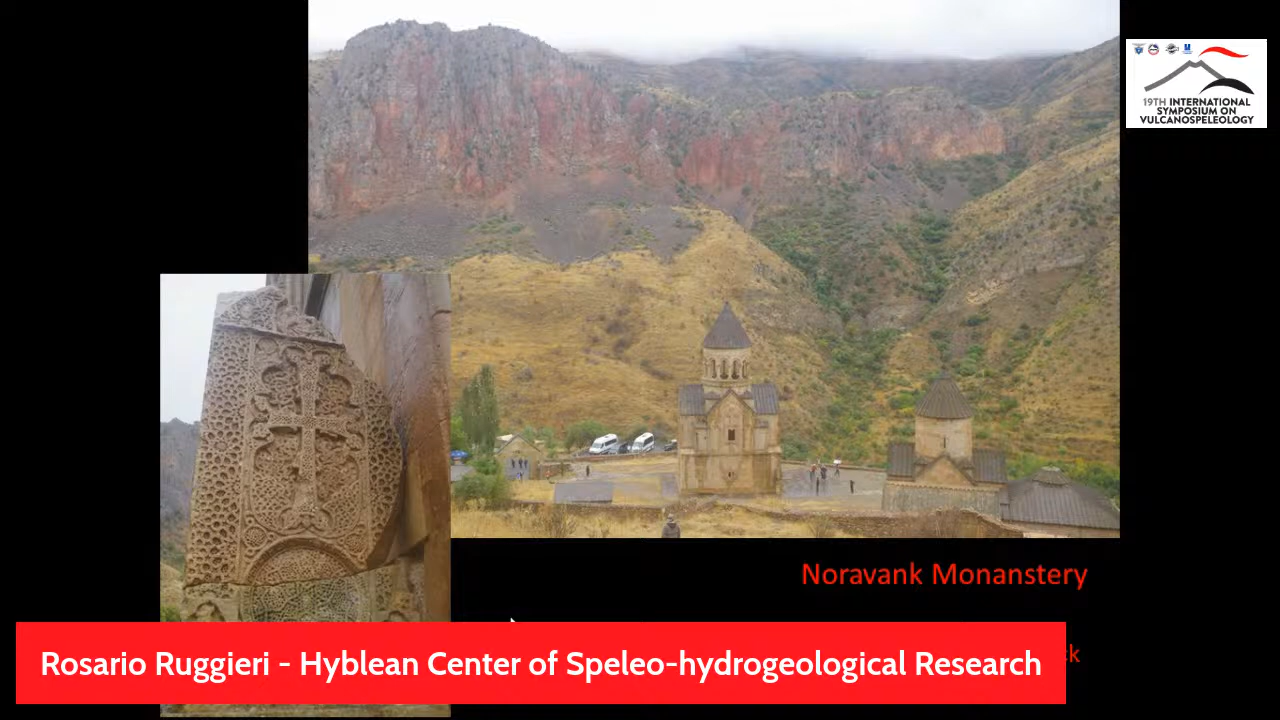 19TH INTERNATIONAL
SYMPOSIUM ON
VULCANOSPELEOLOGY
Noravank Monanstery
Rosario Ruggieri - Hyblean Center of Speleo-hydrogeological Research